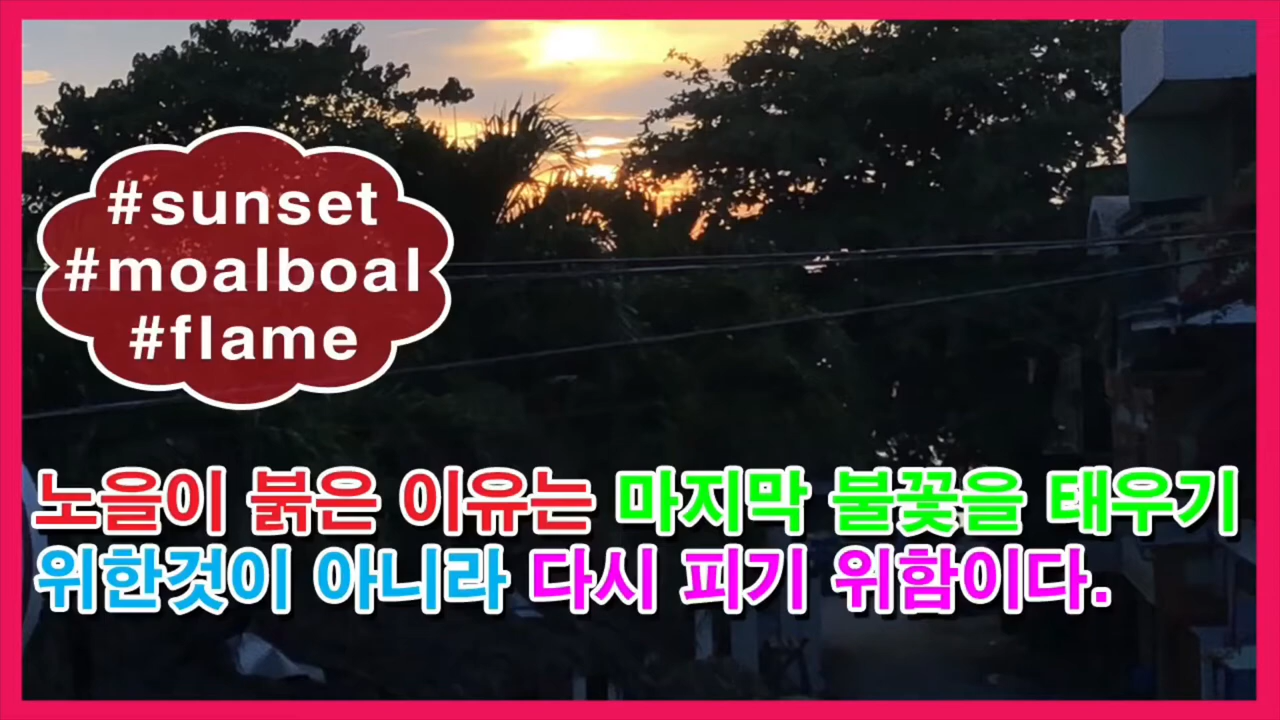 #sunset
#moalboal
#flame
노을이 붉은 이유는 마지막 불꽃을 태우기
위한것이 아니라 다시 피기 위함이다.